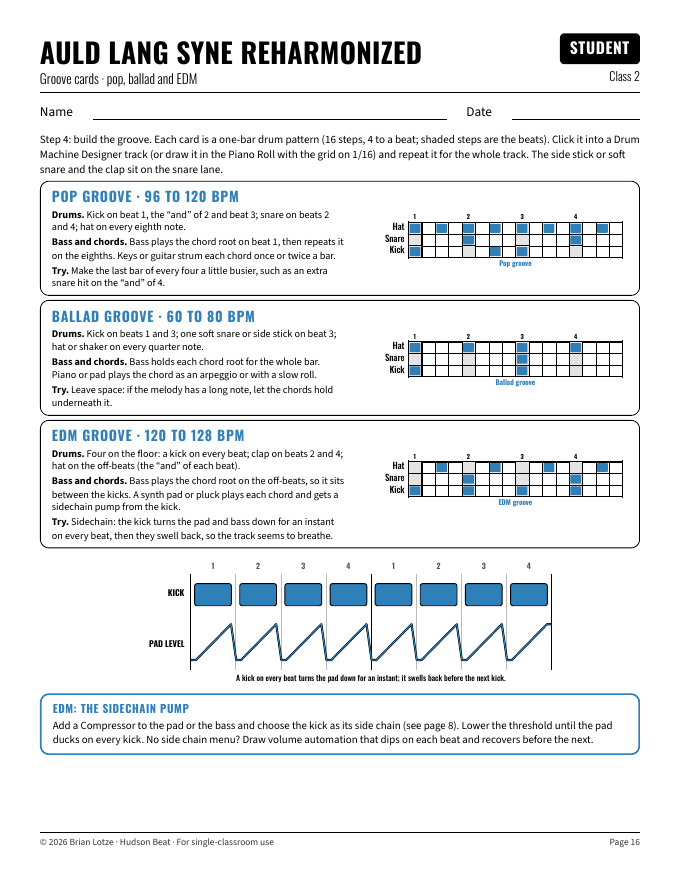 AULD LANG SYNE REHARMONIZED
STUDENT
Groove cards · pop, ballad and EDM
Class 2
Name
Date
Step 4: build the groove. Each card is a one-bar drum pattern (16 steps, 4 to a beat; shaded steps are the beats). Click it into a Drum
Machine Designer track (or draw it in the Piano Roll with the grid on 1/16) and repeat it for the whole track. The side stick or soft
snare and the clap sit on the snare lane.
POP GROOVE · 96 TO 120 BPM
Drums. Kick on beat 1, the “and” of 2 and beat 3; snare on beats 2
and 4; hat on every eighth note.
Bass and chords. Bass plays the chord root on beat 1, then repeats it
on the eighths. Keys or guitar strum each chord once or twice a bar.
Try. Make the last bar of every four a little busier, such as an extra
snare hit on the “and” of 4.
1 2 3 4
Hat
Snare
Kick
Pop groove
BALLAD GROOVE · 60 TO 80 BPM
Drums. Kick on beats 1 and 3; one soft snare or side stick on beat 3;
hat or shaker on every quarter note.
Bass and chords. Bass holds each chord root for the whole bar.
Piano or pad plays the chord as an arpeggio or with a slow roll.
Try. Leave space: if the melody has a long note, let the chords hold
underneath it.
1 2 3 4
Hat
Snare
Kick
Ballad groove
EDM GROOVE · 120 TO 128 BPM
Drums. Four on the floor: a kick on every beat; clap on beats 2 and 4;
hat on the off-beats (the “and” of each beat).
Bass and chords. Bass plays the chord root on the off-beats, so it sits
between the kicks. A synth pad or pluck plays each chord and gets a
sidechain pump from the kick.
Try. Sidechain: the kick turns the pad and bass down for an instant
on every beat, then they swell back, so the track seems to breathe.
1 2 3 4
Hat
Snare
Kick
EDM groove
1 2 3 4 1 2 3 4
KICK
PAD LEVEL
A kick on every beat turns the pad down for an instant; it swells back before the next kick.
EDM: THE SIDECHAIN PUMP
Add a Compressor to the pad or the bass and choose the kick as its side chain (see page 8). Lower the threshold until the pad
ducks on every kick. No side chain menu? Draw volume automation that dips on each beat and recovers before the next.
© 2026 Brian Lotze · Hudson Beat · For single-classroom use
Page 16